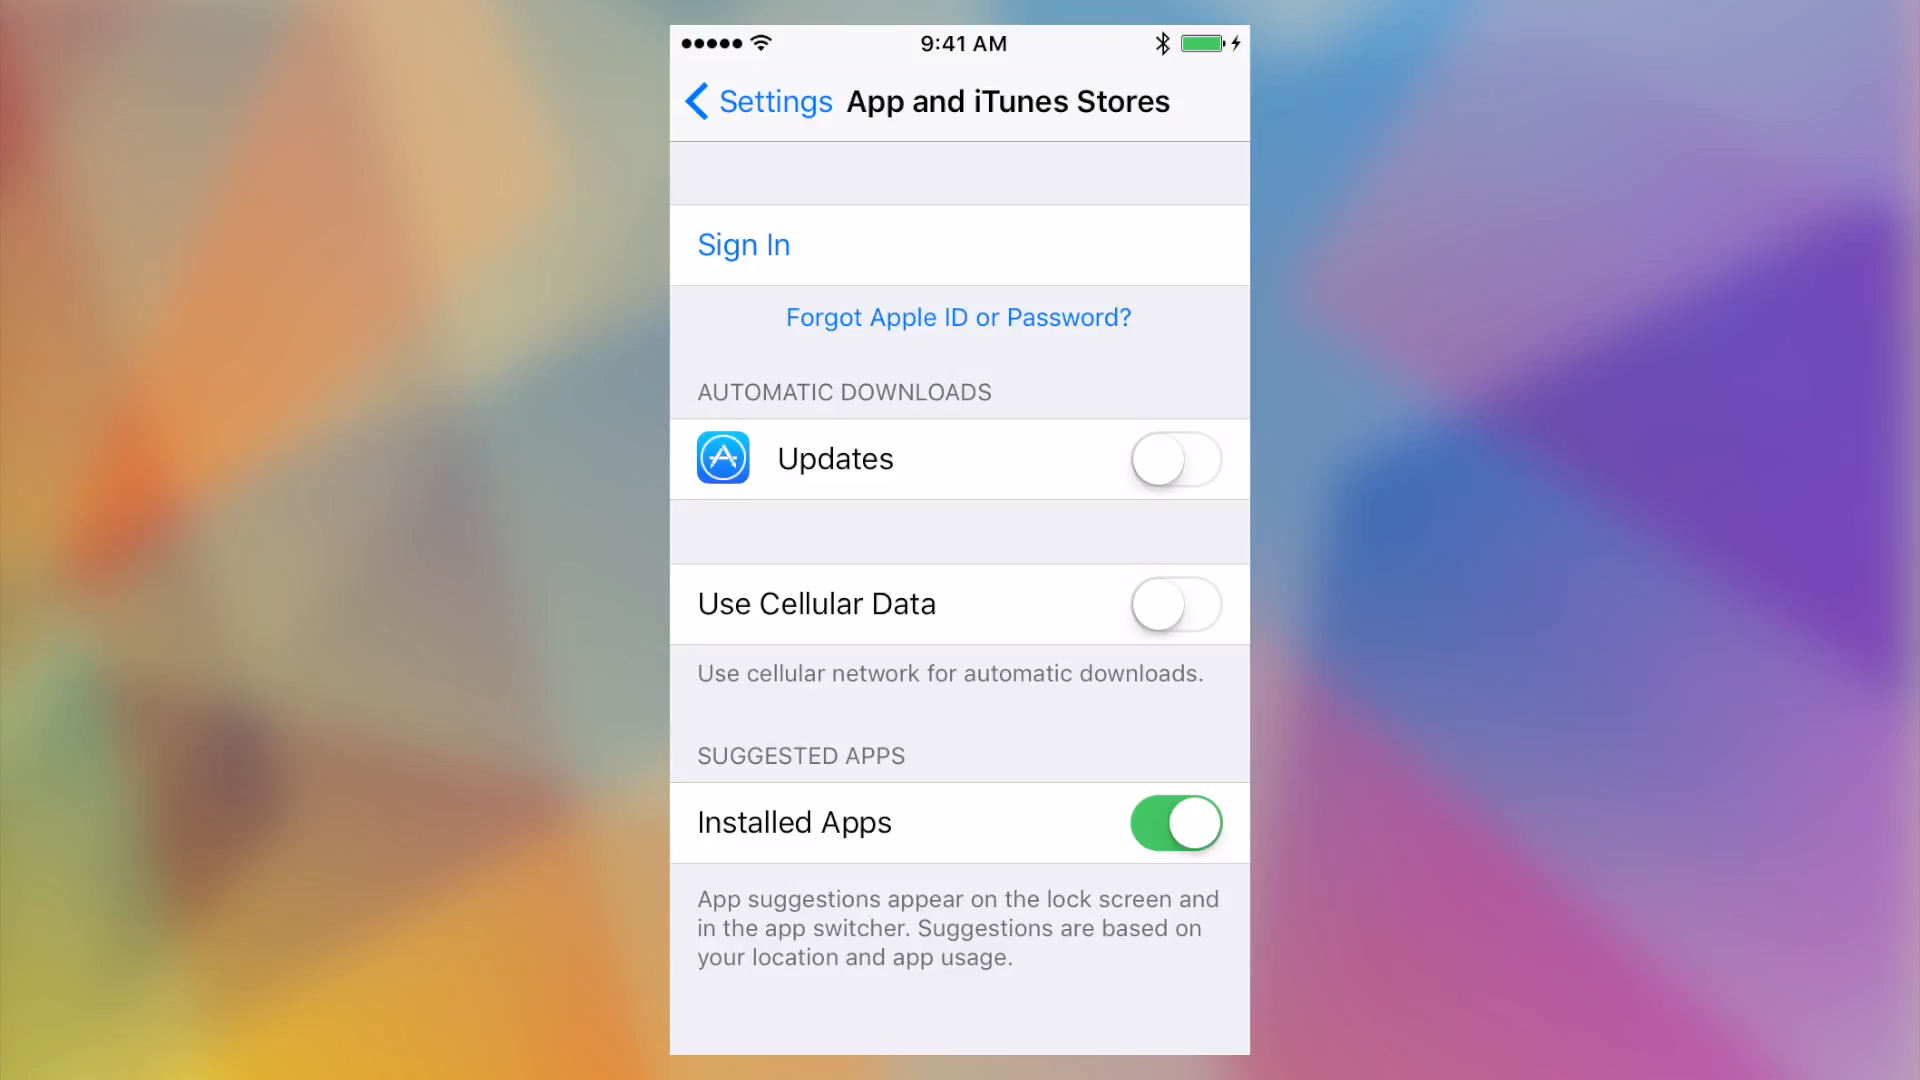 9:41 AM
Settings App and iTunes Stores
Sign In
Forgot Apple ID or Password?
AUTOMATIC DOWNLOADS
Updates
Use Cellular Data
Use cellular network for automatic downloads.
SUGGESTED APPS
Installed Apps
App suggestions appear on the lock screen and
in the app switcher. Suggestions are based on
your location and app usage.